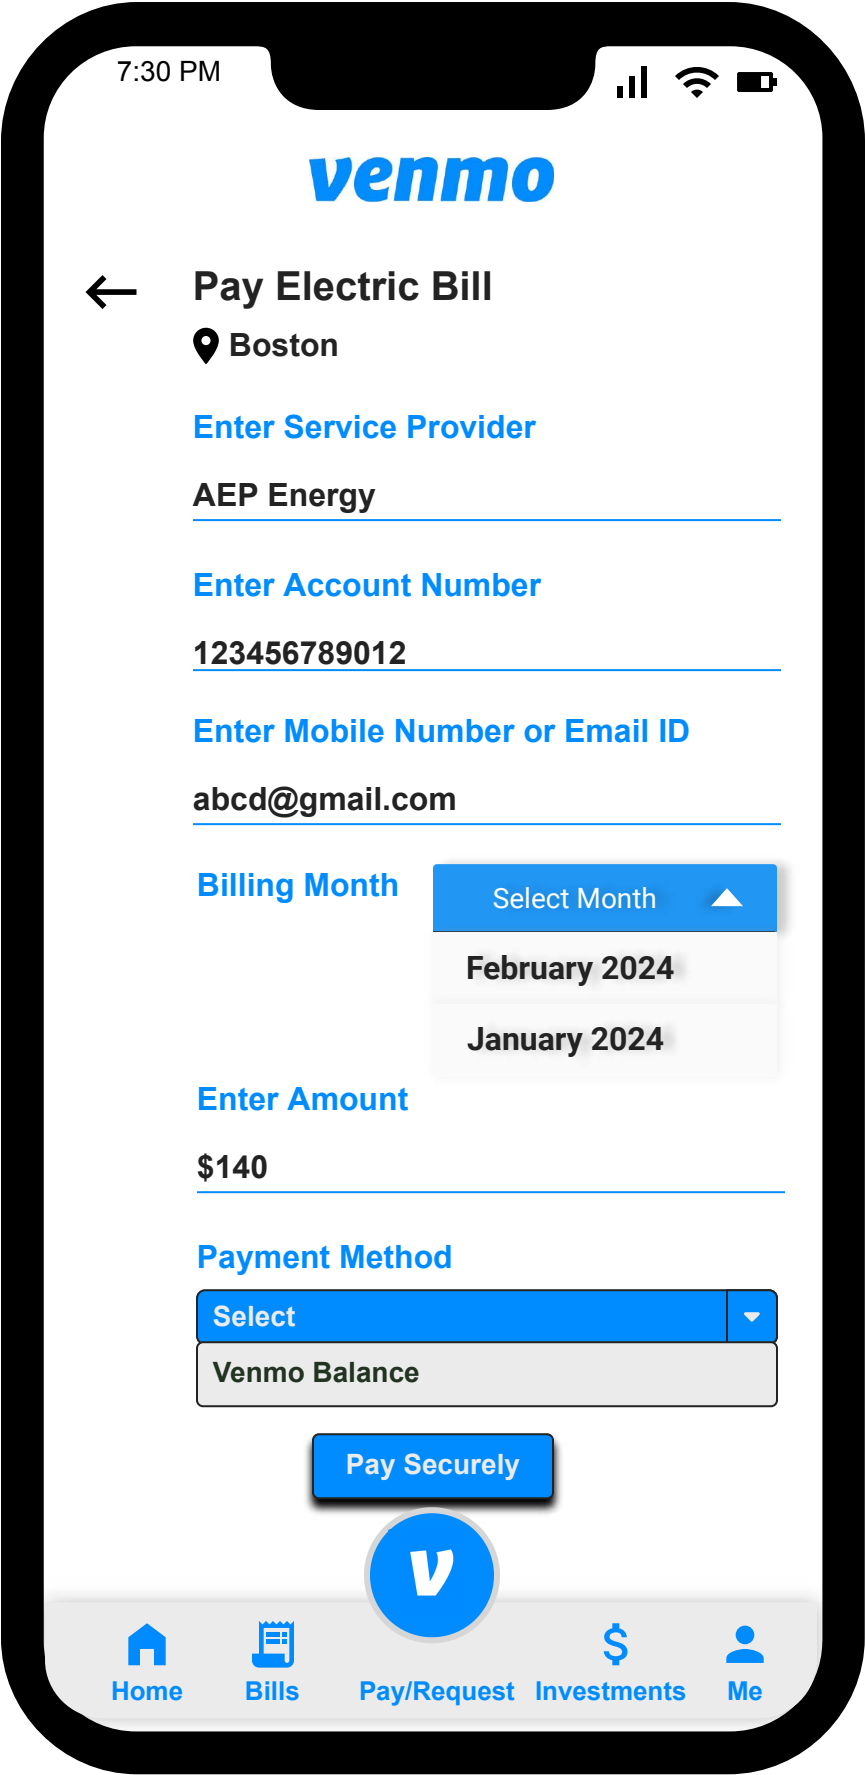 7:30 PM
venmo
Pay Electric Bill
Boston
Enter Service Provider
AEP Energy
Enter Account Number
123456789012
Enter Mobile Number or Email ID
abcd@gmail.com
Billing Month
Select Month
February 2024
January 2024
Enter Amount
$140
Payment Method
Select
Venmo Balance
Pay Securely
v
$
Home Bills Pay/Request Investments Me